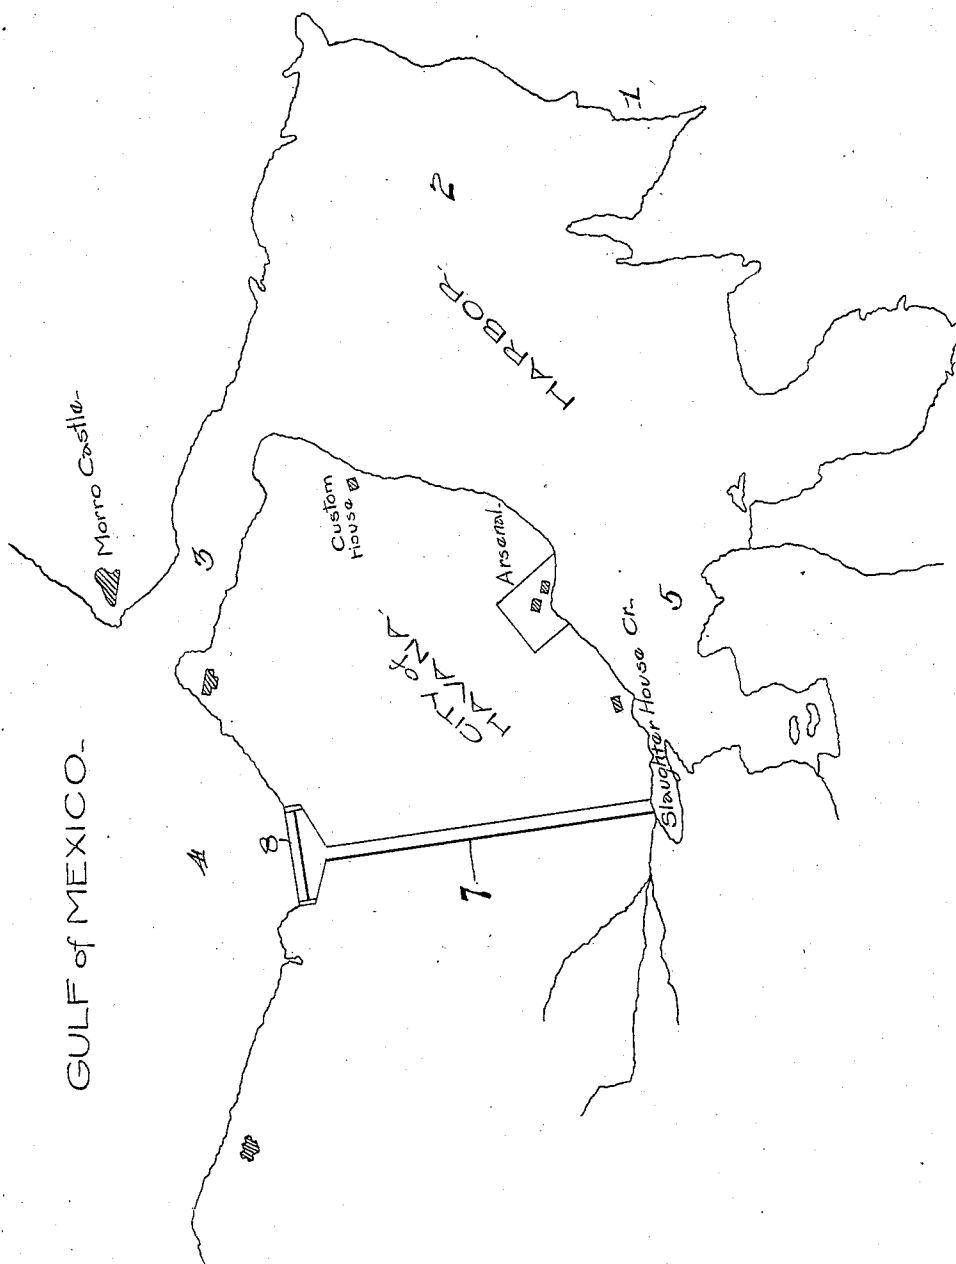 GULF of MEXICO
Morro Castle
1
2
3
4
5
7
8
HARBOR
Custom
House
Arsenal
CITY of
HAVANA
Slaughter House Cr.